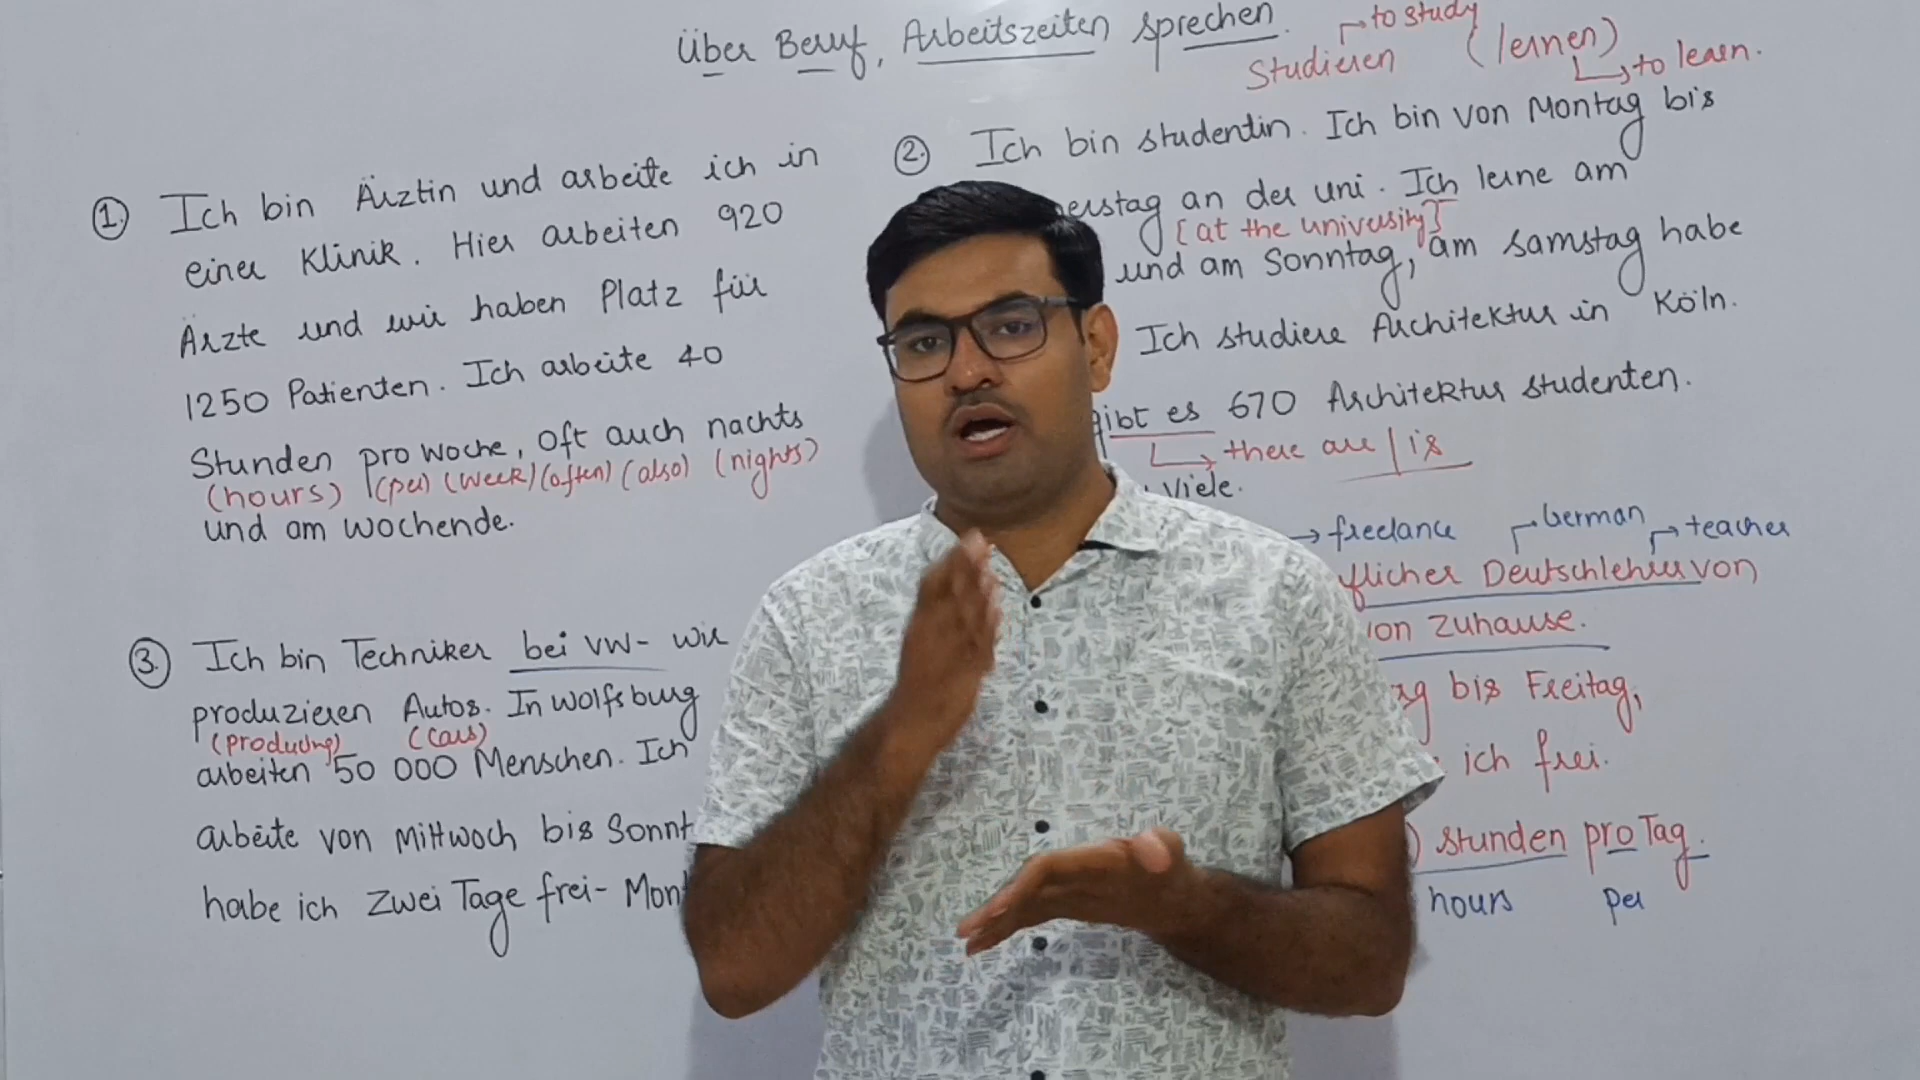 Über Beruf, Arbeitszeiten sprechen.
to study
Studieren (lernen)
to learn.
1. Ich bin Ärztin und arbeite ich in
einer Klinik. Hier arbeiten 920
Ärzte und wir haben Platz für
1250 Patienten. Ich arbeite 40
Stunden pro Woche, oft auch nachts
(hours) (per) (week) (often) (also) (nights)
und am Wochende.
2. Ich bin studentin. Ich bin von Montag bis
erstag an der uni. Ich lerne am
[at the university]
und am Sonntag, am Samstag habe
Ich studiere Architektur in Köln.
gibt es 670 Architektur studenten.
there are / is
viele.
3. Ich bin Techniker bei VW- wir
produzieren Autos. In Wolfsburg
(producing) (cars)
arbeiten 50 000 Menschen. Ich
arbeite von Mittwoch bis Sonnt
habe ich zwei Tage frei- Mon
freelance German teacher
flicher Deutschlehrer von
von zuhause.
ag bis Freitag,
ich frei.
) stunden pro Tag.
hours per